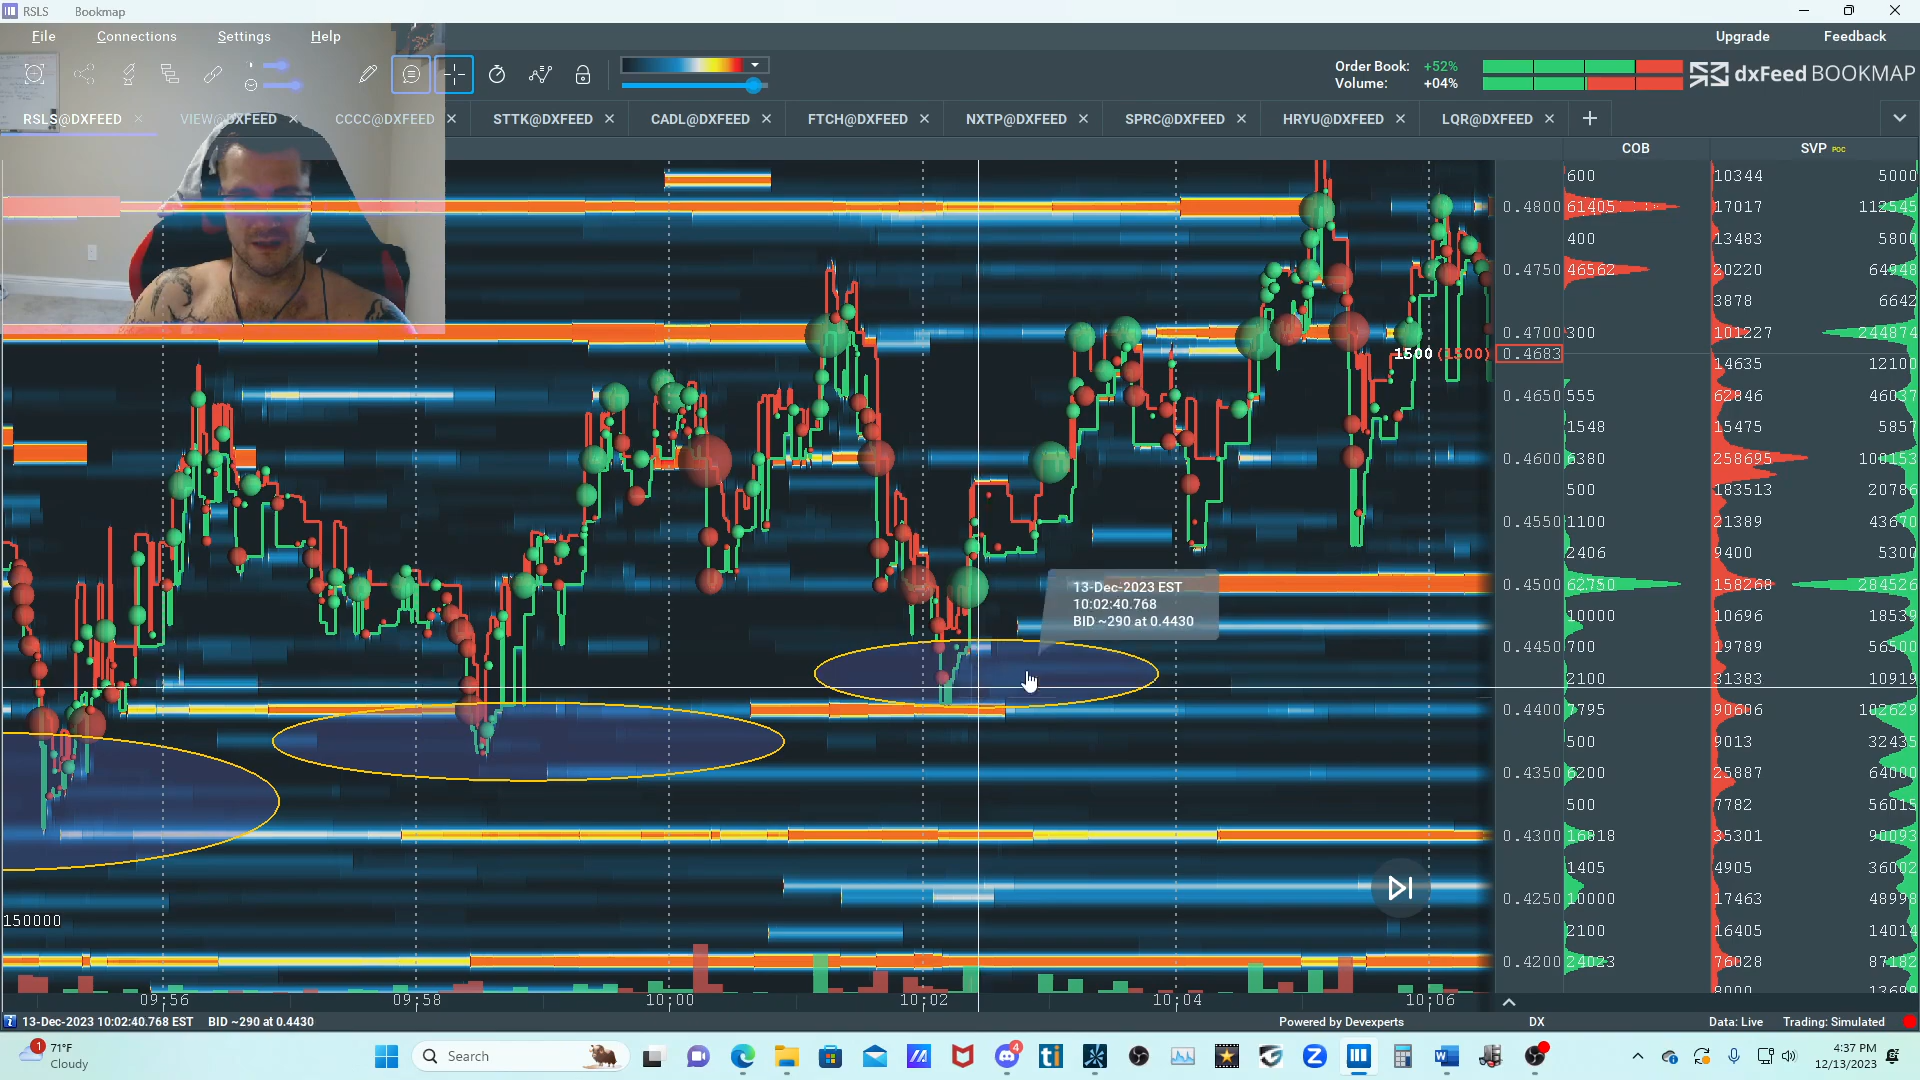 RSLS Bookmap
File Connections Settings Help Upgrade Feedback
Order Book: +52%
Volume: +04%
dxFeed BOOKMAP
RSLS@DXFEED VIEW@DXFEED CCCC@DXFEED STTK@DXFEED CADL@DXFEED FTCH@DXFEED NXTP@DXFEED SPRC@DXFEED HRYU@DXFEED LQR@DXFEED
COB SVP POC
600 10344 5000
0.4800 61405 17017 112545
400 13483 5800
0.4750 46562 20220 64948
3878 6642
0.4700 300 101227 244874
1500 (1500) 0.4683
14635 12100
0.4650 555 62846 46037
1548 15475 5857
0.4600 6380 258695 100153
500 183513 20786
0.4550 1100 21389 43670
2406 9400 5300
0.4500 62750 158268 284526
10000 10696 18539
0.4450 700 19789 56500
2100 31383 10919
0.4400 7795 90606 102629
500 9013 32435
0.4350 6200 25887 64000
500 7782 56015
0.4300 16818 35301 90093
1405 4905 36002
0.4250 10000 17463 48998
2100 16405 14014
0.4200 24023 76028 87182
13-Dec-2023 EST
10:02:40.768
BID ~290 at 0.4430
150000
09:56 09:58 10:00 10:02 10:04 10:06
13-Dec-2023 10:02:40.768 EST BID ~290 at 0.4430 Powered by Devexperts DX Data: Live Trading: Simulated
1 71°F
Cloudy
Search
4
4:37 PM
12/13/2023